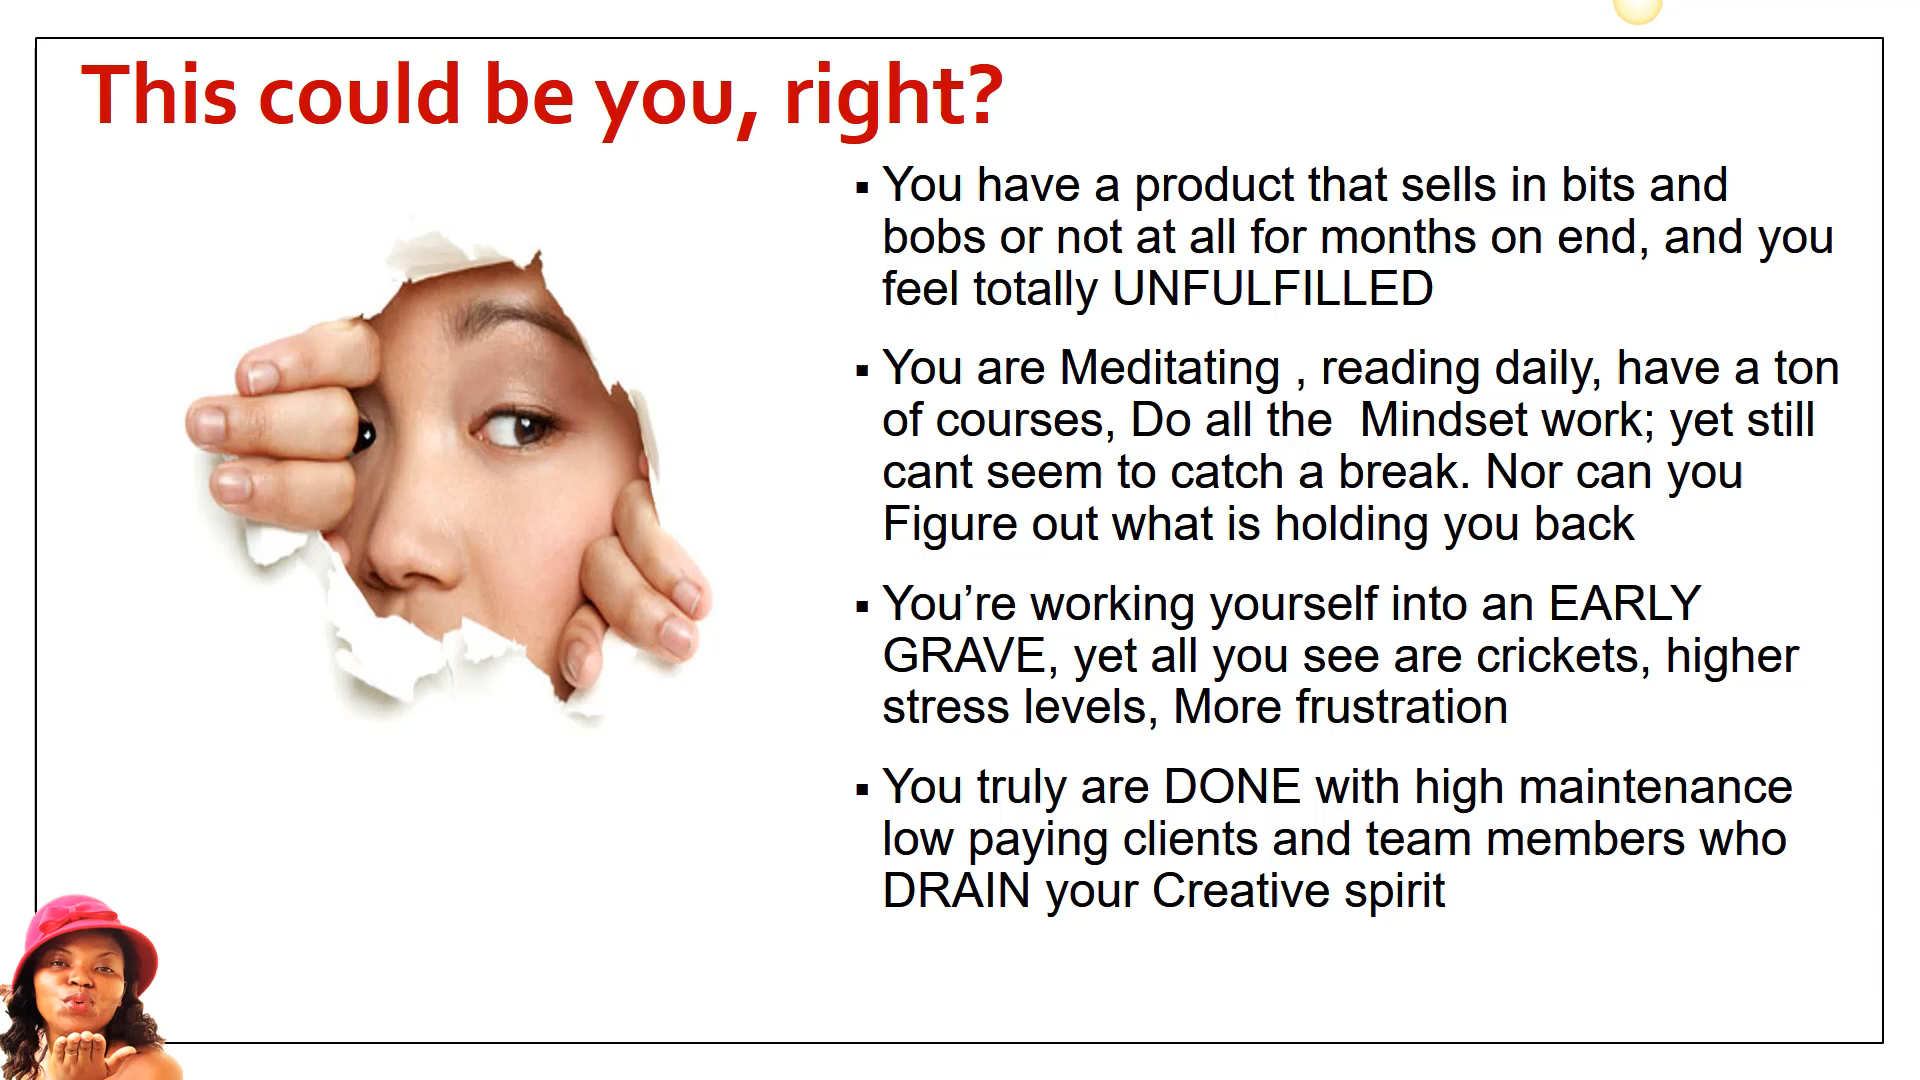 This could be you, right?
▪ You have a product that sells in bits and
bobs or not at all for months on end, and you
feel totally UNFULFILLED
▪ You are Meditating , reading daily, have a ton
of courses, Do all the  Mindset work; yet still
cant seem to catch a break. Nor can you
Figure out what is holding you back
▪ You’re working yourself into an EARLY
GRAVE, yet all you see are crickets, higher
stress levels, More frustration
▪ You truly are DONE with high maintenance
low paying clients and team members who
DRAIN your Creative spirit